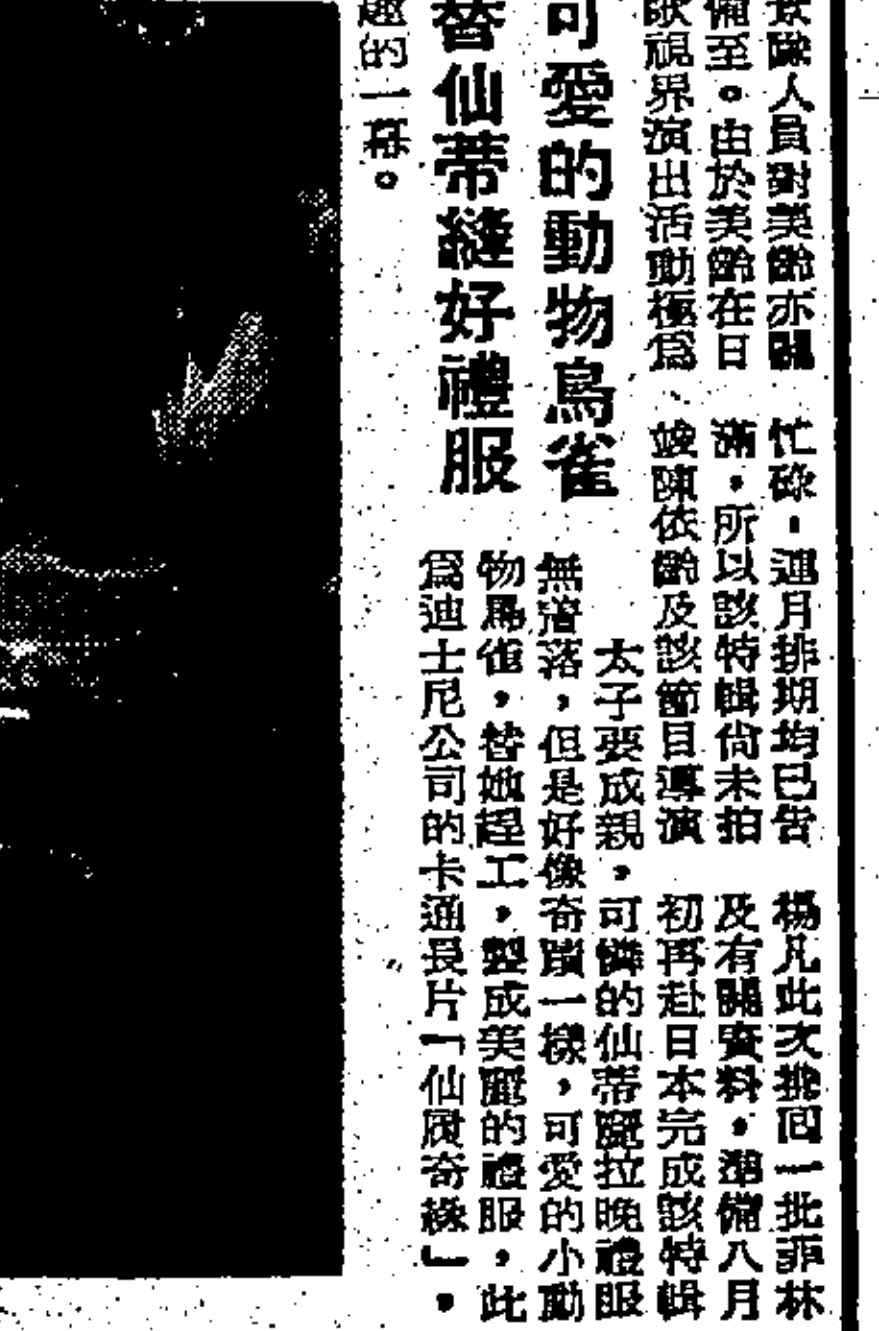 隊人員對美齡亦關
備至。由於美齡在日
歌視界演出活動極爲
忙碌，連月排期均已告
滿，所以該特輯尚未拍
竣陳依齡及該節目導演
楊凡此次携回一批菲林
及有關資料，準備八月
初再赴日本完成該特輯
可愛的動物鳥雀
替仙蒂縫好禮服
太子要成親，可憐的仙蒂麗拉晚禮服
無着落，但是好像奇蹟一樣，可愛的小動
物馬雀，替她趕工，製成美麗的禮服，此
爲迪士尼公司的卡通長片「仙履奇緣」，
趣的一幕。